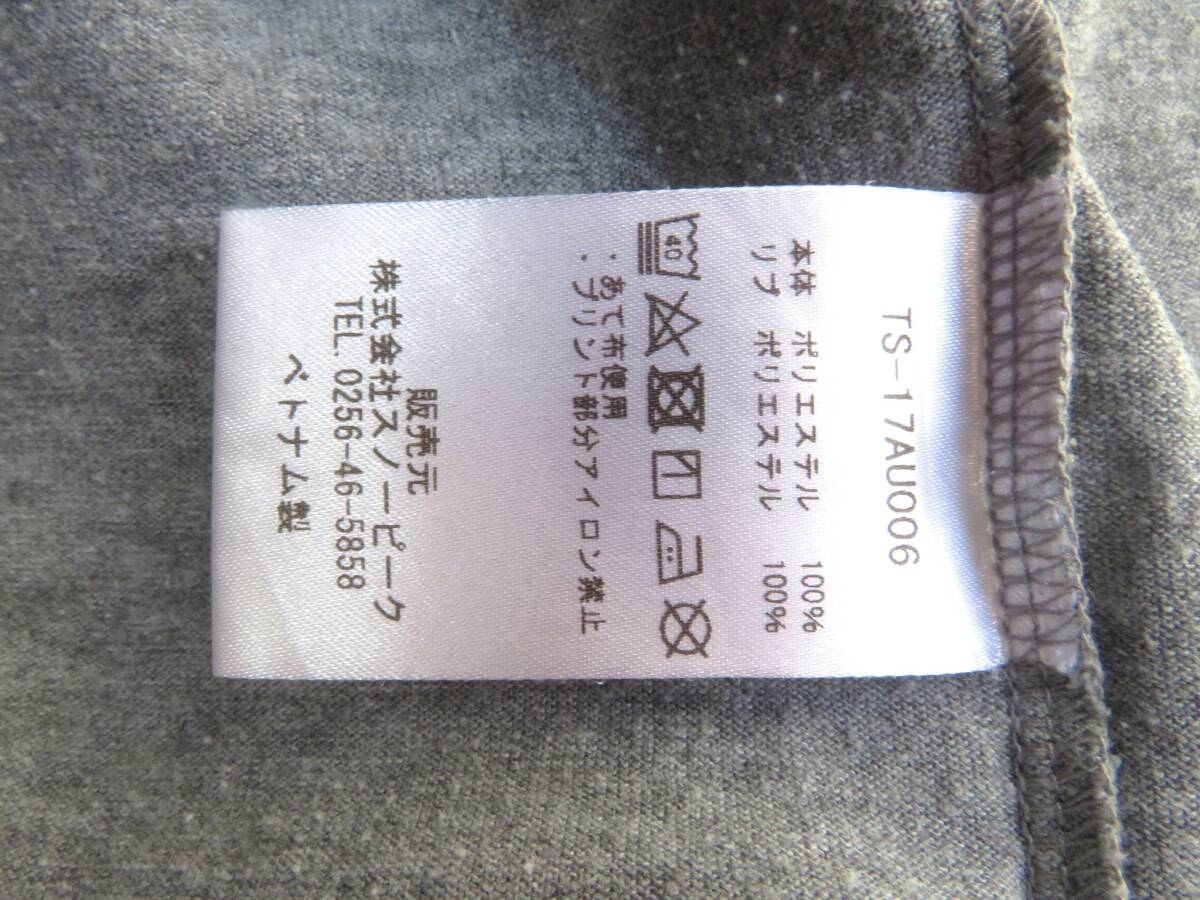 TS-17AU006
本体 ポリエステル 100%
リブ ポリエステル 100%
40
・あて布使用
・プリント部分アイロン禁止
販売元
株式会社スノーピーク
TEL. 0256-46-5858
ベトナム製